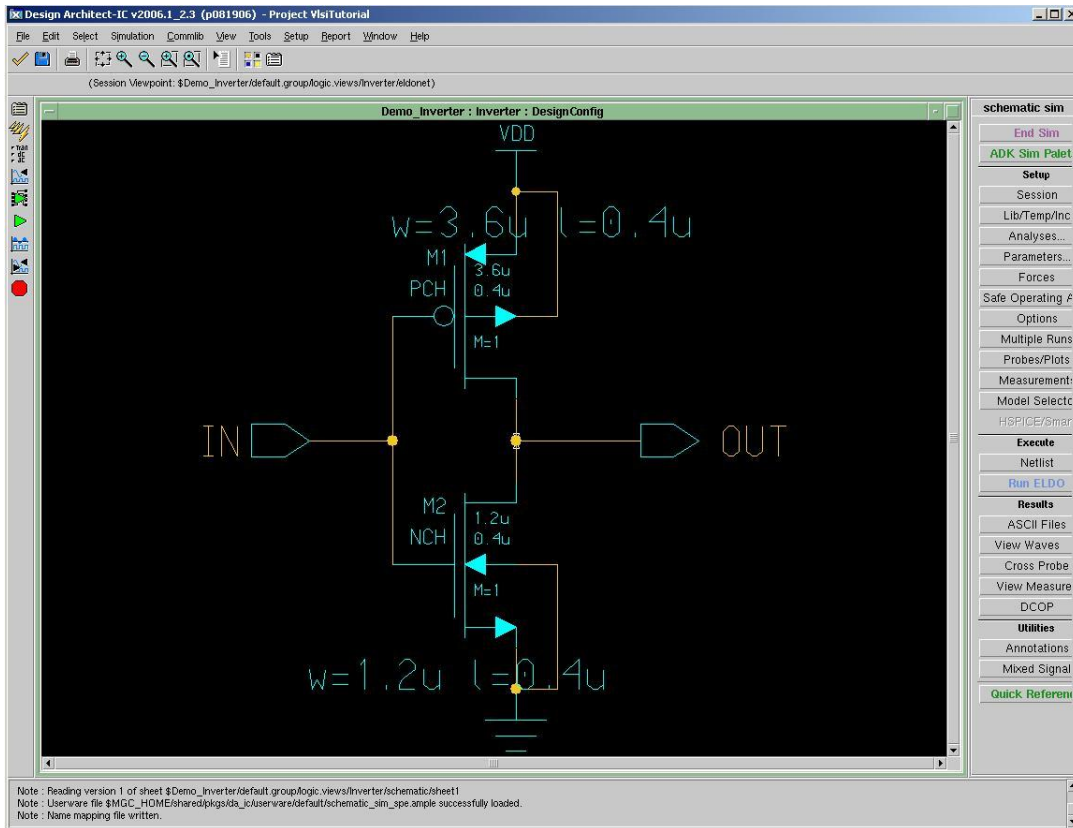 Design Architect-IC v2006.1_2.3 (p081906) - Project VlsiTutorial
File Edit Select Simulation Commlib View Tools Setup Report Window Help
(Session Viewpoint: $Demo_Inverter/default.group/logic.views/Inverter/eldonet)
Demo_Inverter : Inverter : DesignConfig
VDD
w=3.6u l=0.4u
M1
3.6u
PCH
0.4u
M=1
IN
OUT
M2
1.2u
NCH
0.4u
M=1
w=1.2u l=0.4u
schematic sim
End Sim
ADK Sim Palet
Setup
Session
Lib/Temp/Inc
Analyses...
Parameters...
Forces
Safe Operating A
Options
Multiple Runs
Probes/Plots
Measurement
Model Selecto
HSPICE/Smar
Execute
Netlist
Run ELDO
Results
ASCII Files
View Waves
Cross Probe
View Measure
DCOP
Utilities
Annotations
Mixed Signal
Quick Referen
Note : Reading version 1 of sheet $Demo_Inverter/default.group/logic.views/Inverter/schematic/sheet1
Note : Userware file $MGC_HOME/shared/pkgs/da_ic/userware/default/schematic_sim_spe.ample successfully loaded.
Note : Name mapping file written.